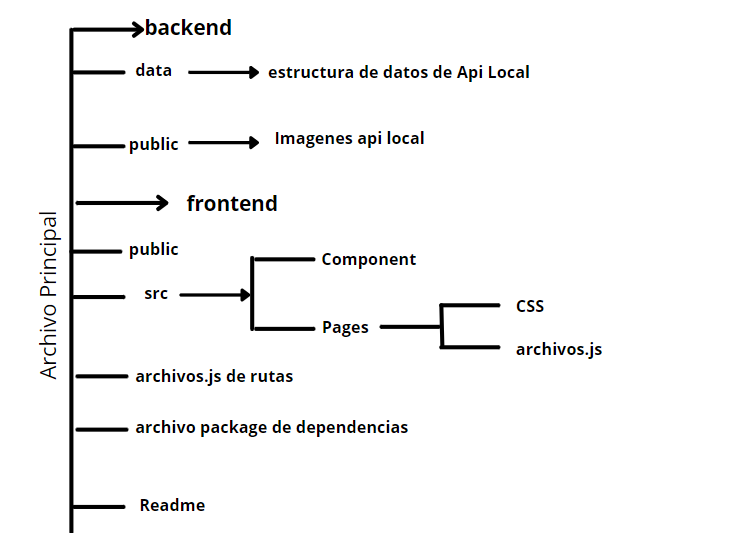 backend
data
estructura de datos de Api Local
public
Imagenes api local
Archivo Principal
frontend
public
src
Component
Pages
CSS
archivos.js
archivos.js de rutas
archivo package de dependencias
Readme